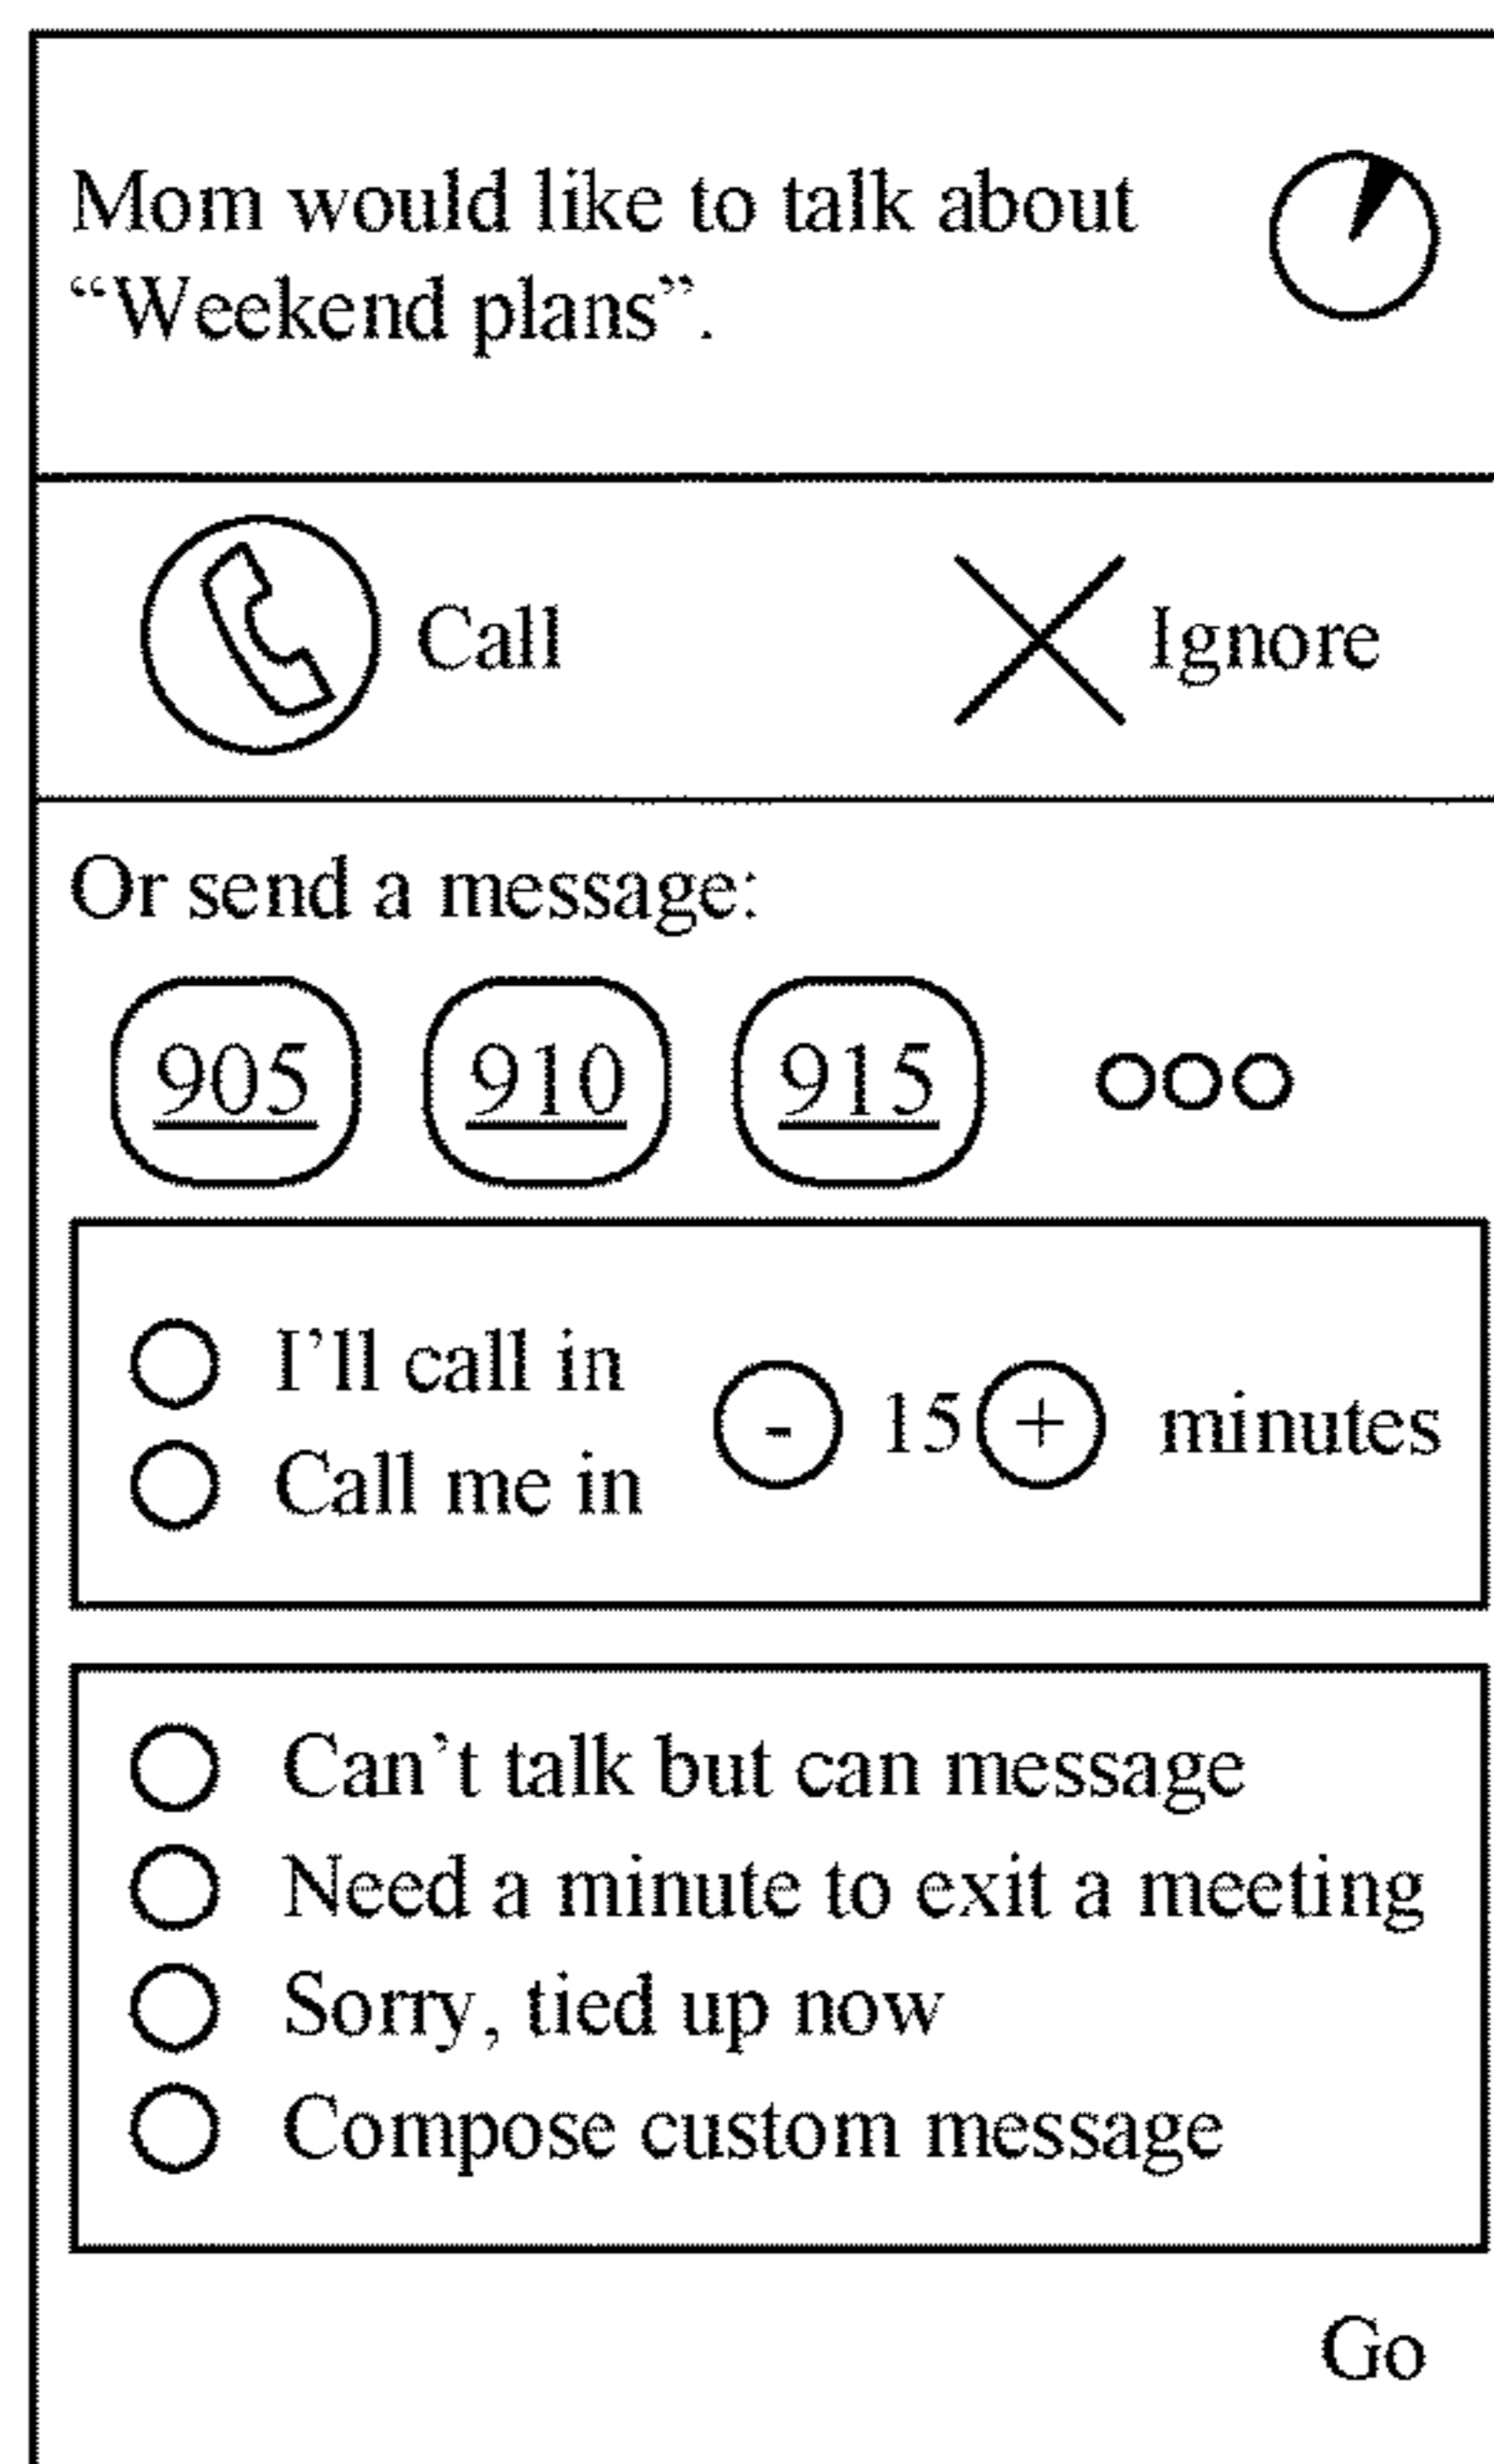 Mom would like to talk about
“Weekend plans”.
Call
Ignore
Or send a message:
905 910 915
I’ll call in
- 15 + minutes
Call me in
Can’t talk but can message
Need a minute to exit a meeting
Sorry, tied up now
Compose custom message
Go